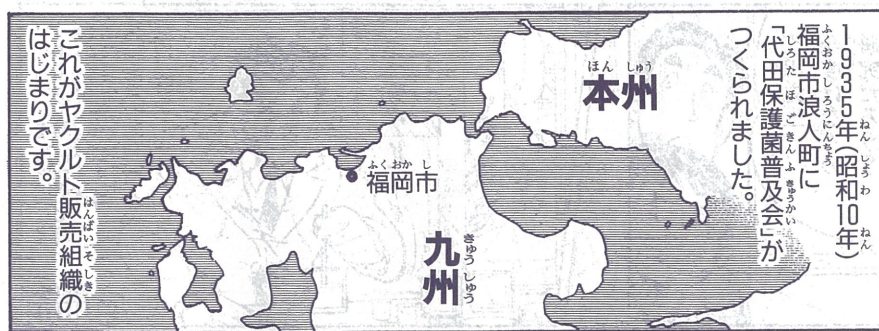 1935年(昭和10年)
福岡市浪人町に
「代田保護菌普及会」が
つくられました。
本州
福岡市
九州
これがヤクルト販売組織の
はじまりです。